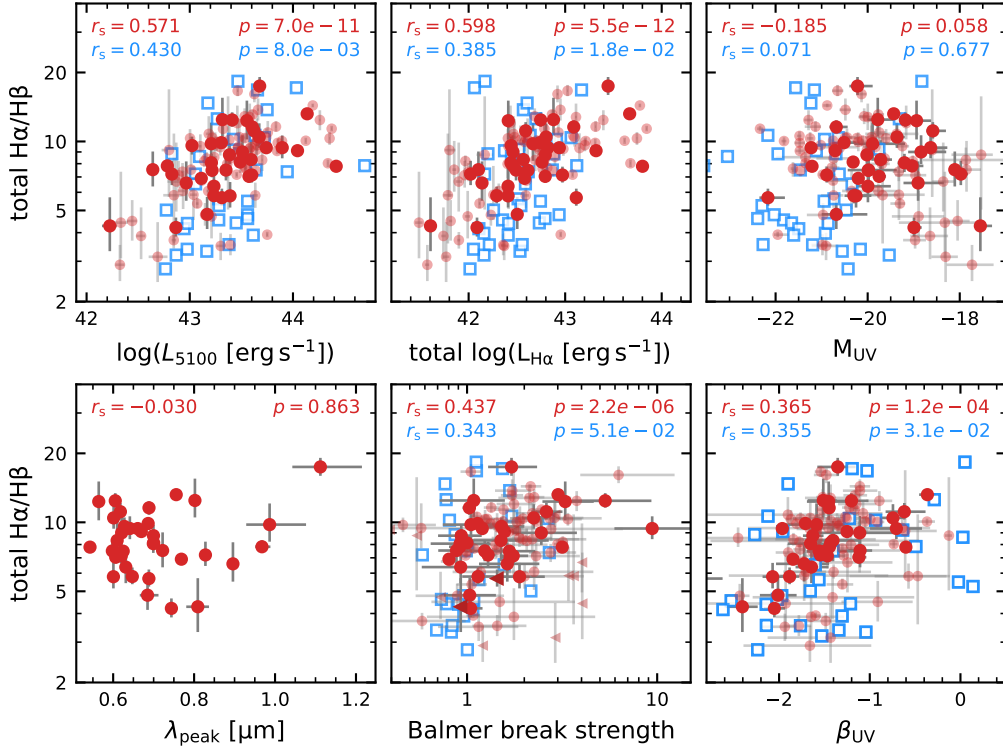 r_s = 0.571 p = 7.0e − 11
r_s = 0.430 p = 8.0e − 03
r_s = 0.598 p = 5.5e − 12
r_s = 0.385 p = 1.8e − 02
r_s = −0.185 p = 0.058
r_s = 0.071 p = 0.677
total Hα/Hβ
20
10
5
2
42 43 44
42 43 44
−22 −20 −18
log(L_5100 [erg s⁻¹])
total log(L_Hα [erg s⁻¹])
M_UV
r_s = −0.030 p = 0.863
r_s = 0.437 p = 2.2e − 06
r_s = 0.343 p = 5.1e − 02
r_s = 0.365 p = 1.2e − 04
r_s = 0.355 p = 3.1e − 02
total Hα/Hβ
20
10
5
2
0.6 0.8 1.0 1.2
1 10
−2 −1 0
λ_peak [μm]
Balmer break strength
β_UV